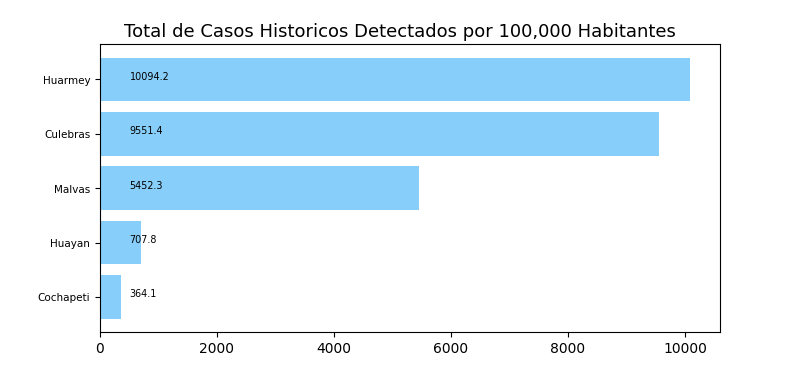 Total de Casos Historicos Detectados por 100,000 Habitantes
Huarmey 10094.2
Culebras 9551.4
Malvas 5452.3
Huayan 707.8
Cochapeti 364.1
0 2000 4000 6000 8000 10000